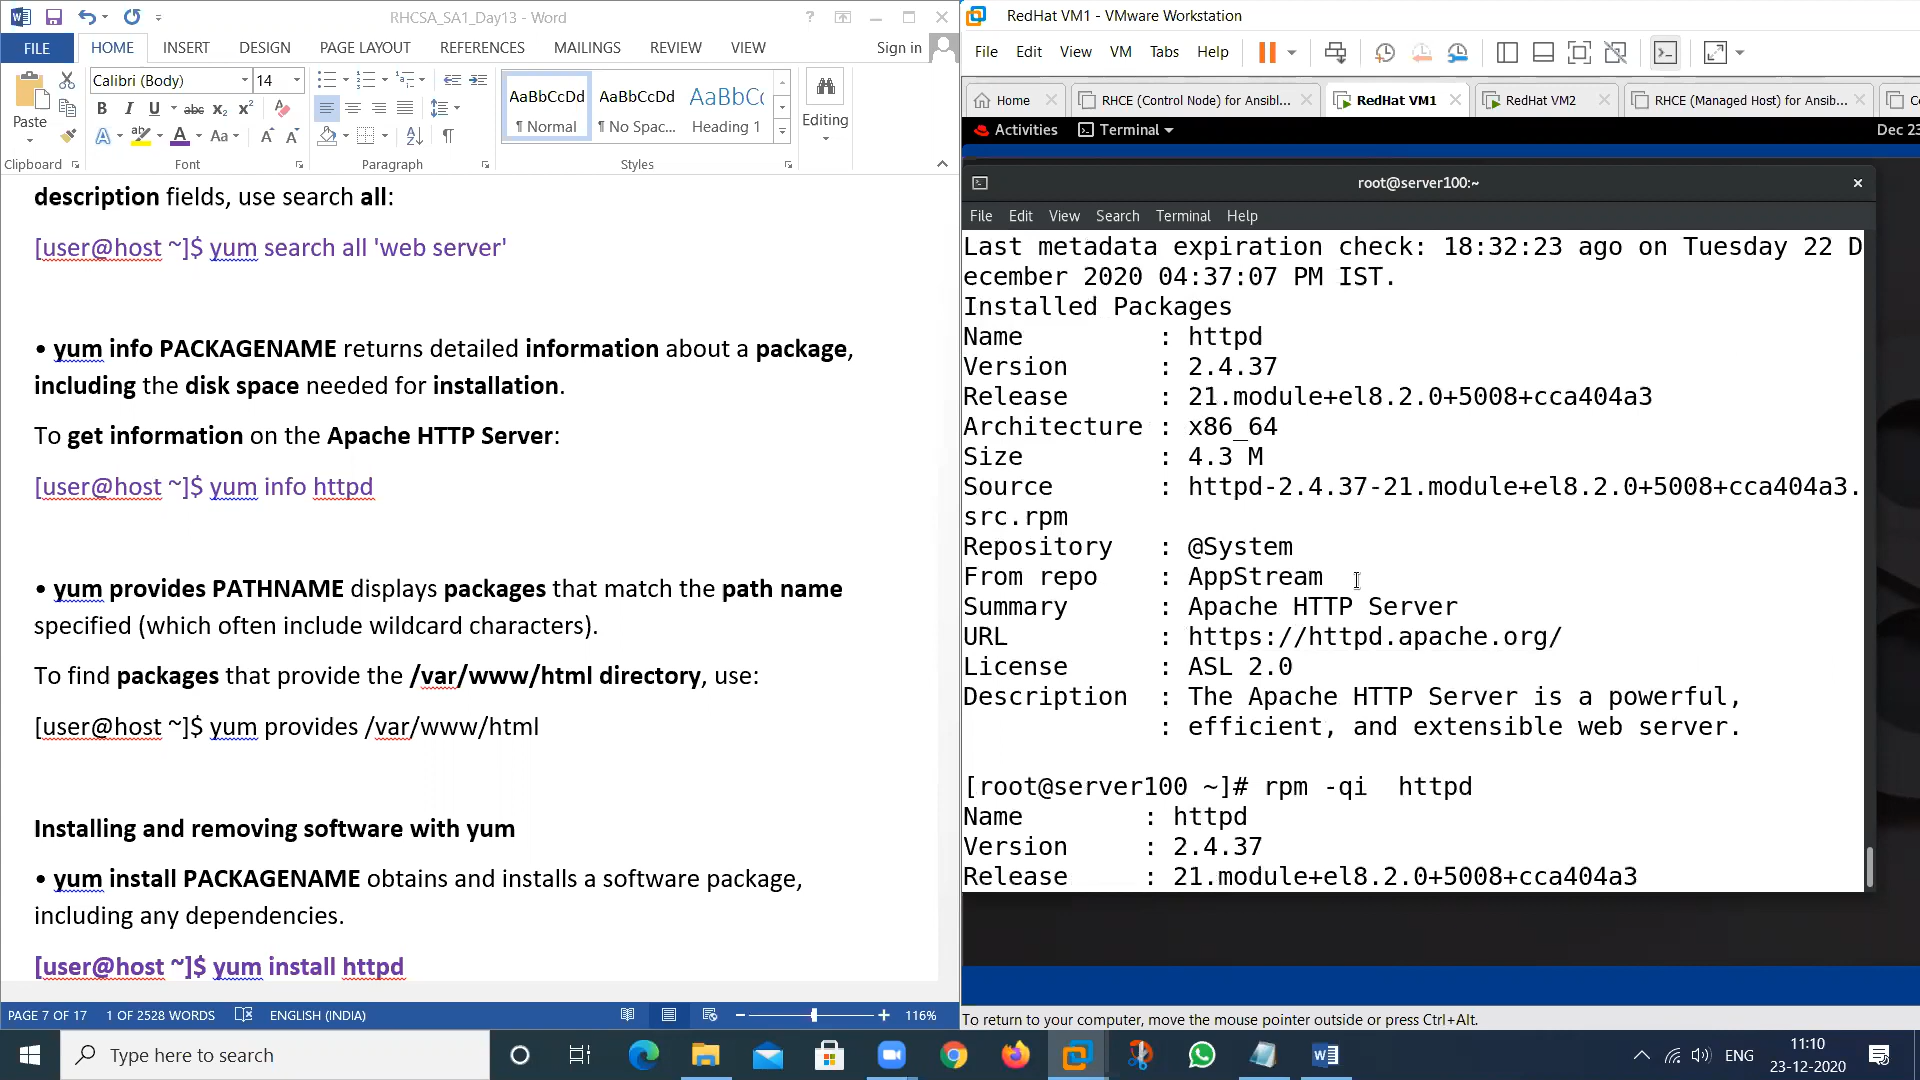 RHCSA_SA1_Day13 - Word
FILE HOME INSERT DESIGN PAGE LAYOUT REFERENCES MAILINGS REVIEW VIEW Sign in
Calibri (Body) 14
Paste
B I U abc x₂ x²
A ab A Aa A A
AaBbCcDd AaBbCcDd AaBbCc
¶ Normal ¶ No Spac... Heading 1
Editing
Clipboard Font Paragraph Styles
description fields, use search all:
[user@host ~]$ yum search all 'web server'
• yum info PACKAGENAME returns detailed information about a package,
including the disk space needed for installation.
To get information on the Apache HTTP Server:
[user@host ~]$ yum info httpd
• yum provides PATHNAME displays packages that match the path name
specified (which often include wildcard characters).
To find packages that provide the /var/www/html directory, use:
[user@host ~]$ yum provides /var/www/html
Installing and removing software with yum
• yum install PACKAGENAME obtains and installs a software package,
including any dependencies.
[user@host ~]$ yum install httpd
PAGE 7 OF 17 1 OF 2528 WORDS ENGLISH (INDIA) 116%
RedHat VM1 - VMware Workstation
File Edit View VM Tabs Help
Home RHCE (Control Node) for Ansibl... RedHat VM1 RedHat VM2 RHCE (Managed Host) for Ansib...
Activities Terminal Dec 23
root@server100:~
File Edit View Search Terminal Help
Last metadata expiration check: 18:32:23 ago on Tuesday 22 D
ecember 2020 04:37:07 PM IST.
Installed Packages
Name : httpd
Version : 2.4.37
Release : 21.module+el8.2.0+5008+cca404a3
Architecture : x86_64
Size : 4.3 M
Source : httpd-2.4.37-21.module+el8.2.0+5008+cca404a3.
src.rpm
Repository : @System
From repo : AppStream
Summary : Apache HTTP Server
URL : https://httpd.apache.org/
License : ASL 2.0
Description : The Apache HTTP Server is a powerful,
: efficient, and extensible web server.
[root@server100 ~]# rpm -qi httpd
Name : httpd
Version : 2.4.37
Release : 21.module+el8.2.0+5008+cca404a3
To return to your computer, move the mouse pointer outside or press Ctrl+Alt.
Type here to search
ENG
11:10
23-12-2020